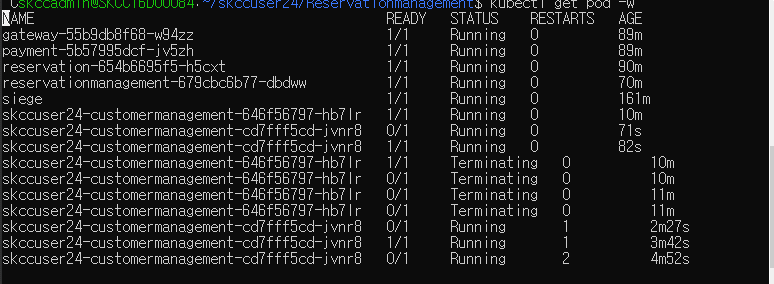 skccadmin@SKCC16D00084:~/skccuser24/Reservationmanagement$ kubectl get pod -w
NAME READY STATUS RESTARTS AGE
gateway-55b9db8f68-w94zz 1/1 Running 0 89m
payment-5b57995dcf-jv5zh 1/1 Running 0 89m
reservation-654b6695f5-h5cxt 1/1 Running 0 90m
reservationmanagement-679cbc6b77-dbdww 1/1 Running 0 70m
siege 1/1 Running 0 161m
skccuser24-customermanagement-646f56797-hb7lr 1/1 Running 0 10m
skccuser24-customermanagement-cd7fff5cd-jvnr8 0/1 Running 0 71s
skccuser24-customermanagement-cd7fff5cd-jvnr8 1/1 Running 0 82s
skccuser24-customermanagement-646f56797-hb7lr 1/1 Terminating 0 10m
skccuser24-customermanagement-646f56797-hb7lr 0/1 Terminating 0 10m
skccuser24-customermanagement-646f56797-hb7lr 0/1 Terminating 0 11m
skccuser24-customermanagement-646f56797-hb7lr 0/1 Terminating 0 11m
skccuser24-customermanagement-cd7fff5cd-jvnr8 0/1 Running 1 2m27s
skccuser24-customermanagement-cd7fff5cd-jvnr8 1/1 Running 1 3m42s
skccuser24-customermanagement-cd7fff5cd-jvnr8 0/1 Running 2 4m52s